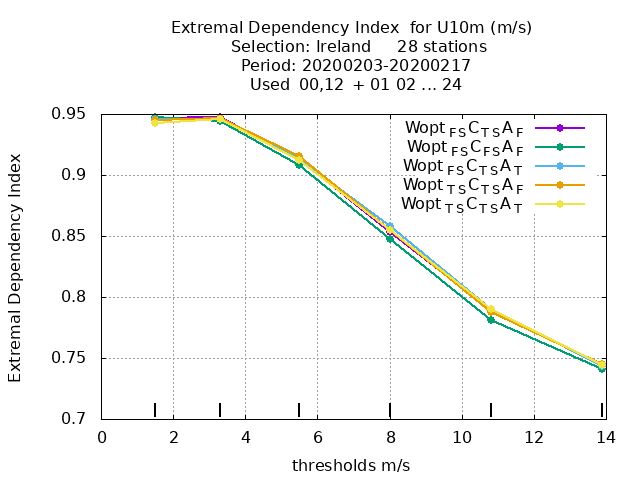 Extremal Dependency Index  for U10m (m/s)
Selection: Ireland     28 stations
Period: 20200203-20200217
Used  00,12  + 01 02 ... 24
Wopt FS C TS A F
Wopt FS C FS A F
Wopt FS C TS A T
Wopt TS C TS A F
Wopt TS C TS A T
0.95
0.9
0.85
0.8
0.75
0.7
Extremal Dependency Index
0 2 4 6 8 10 12 14
thresholds m/s